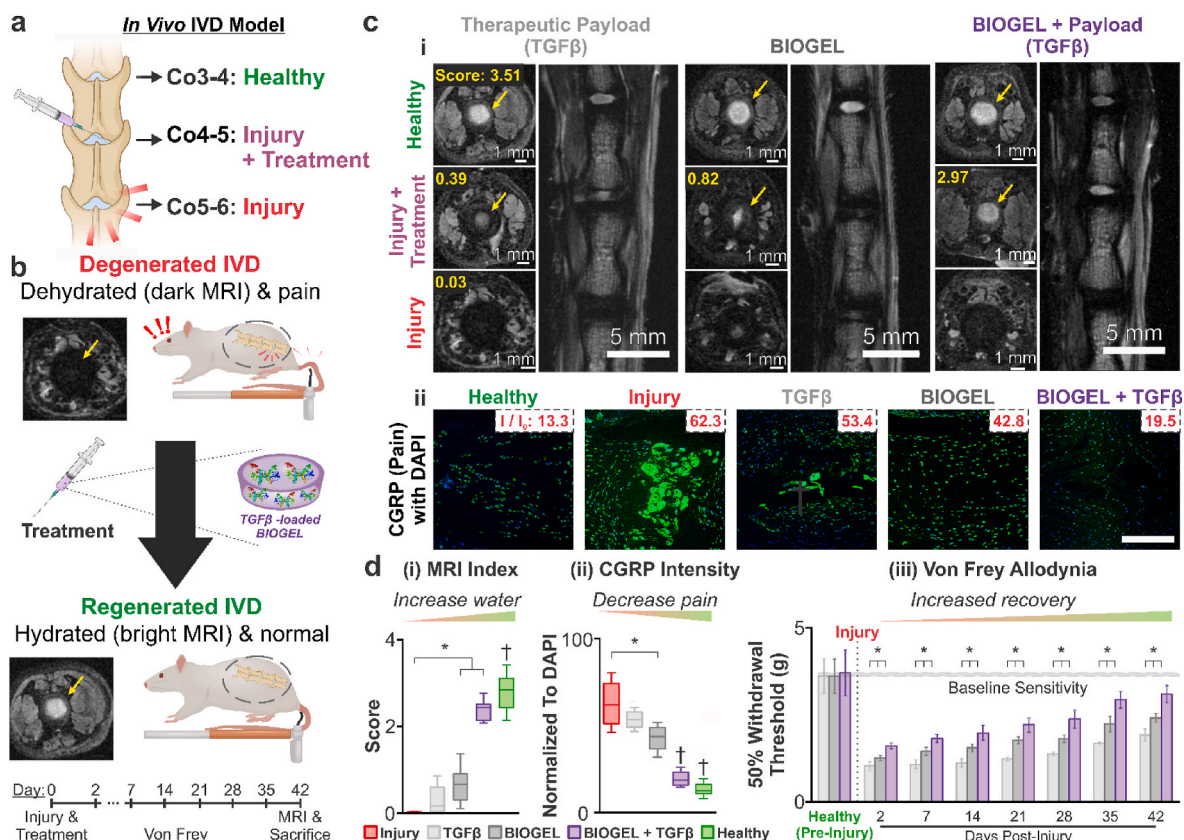 a
In Vivo IVD Model
Co3-4: Healthy
Co4-5: Injury
+ Treatment
Co5-6: Injury
b
Degenerated IVD
Dehydrated (dark MRI) & pain
!!!
Treatment
TGFβ -loaded
BIOGEL
Regenerated IVD
Hydrated (bright MRI) & normal
Day: 0 2 ... 7 14 21 28 35 42
Injury &
Treatment
Von Frey
MRI &
Sacrifice
c
i
Therapeutic Payload
(TGFβ)
BIOGEL
BIOGEL + Payload
(TGFβ)
Healthy
Score: 3.51
1 mm
1 mm
1 mm
Injury +
Treatment
0.39
1 mm
0.82
1 mm
2.97
1 mm
Injury
0.03
1 mm
5 mm
1 mm
5 mm
1 mm
5 mm
ii
Healthy
Injury
TGFβ
BIOGEL
BIOGEL + TGFβ
CGRP (Pain)
with DAPI
I / I₀: 13.3
62.3
53.4
42.8
19.5
d
(i) MRI Index
Increase water
Score
4
2
0
*
†
(ii) CGRP Intensity
Decrease pain
Normalized To DAPI
100
0
*
†
†
Injury
TGFβ
BIOGEL
BIOGEL + TGFβ
Healthy
(iii) Von Frey Allodynia
Increased recovery
50% Withdrawal
Threshold (g)
5
0
Injury
* * * * * * *
Baseline Sensitivity
Healthy
(Pre-Injury)
2 7 14 21 28 35 42
Days Post-Injury